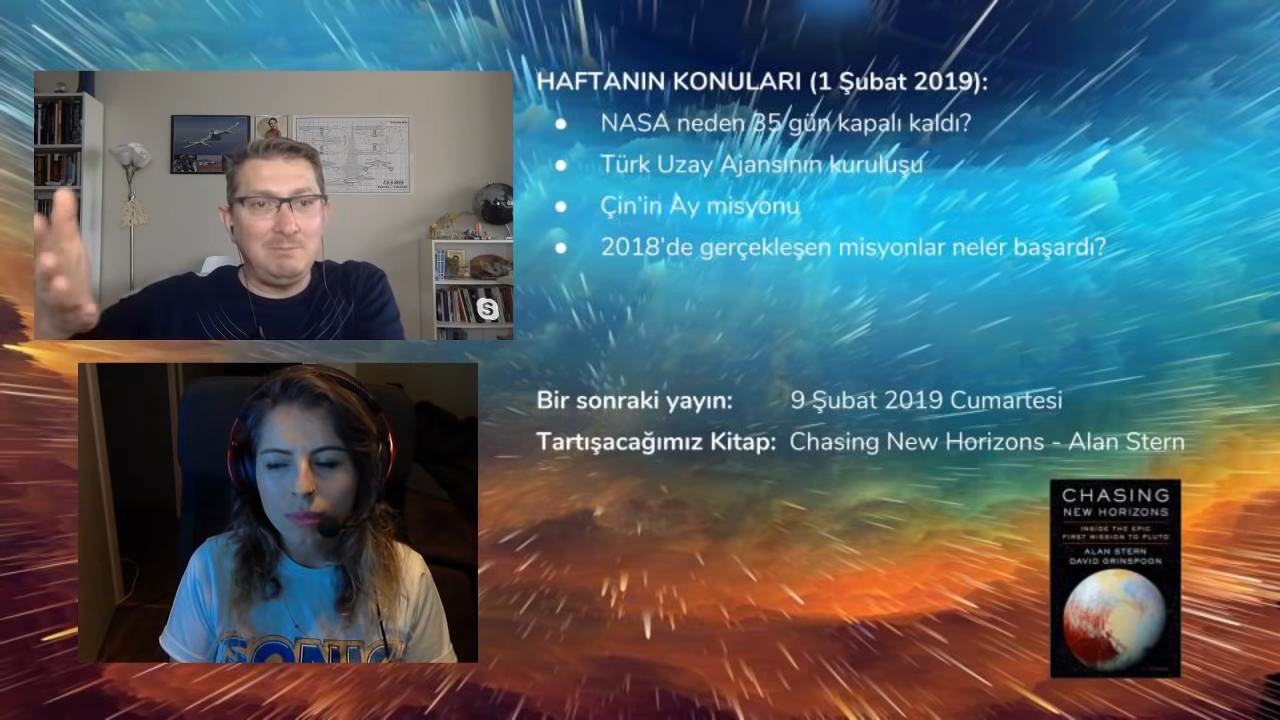 HAFTANIN KONULARI (1 Şubat 2019):
● NASA neden 35 gün kapalı kaldı?
● Türk Uzay Ajansının kuruluşu
● Çin'in Ay misyonu
● 2018'de gerçekleşen misyonlar neler başardı?
Bir sonraki yayın: 9 Şubat 2019 Cumartesi
Tartışacağımız Kitap: Chasing New Horizons - Alan Stern
CHASING
NEW HORIZONS
INSIDE THE EPIC
FIRST MISSION TO PLUTO
ALAN STERN
DAVID GRINSPOON
S
SONIC